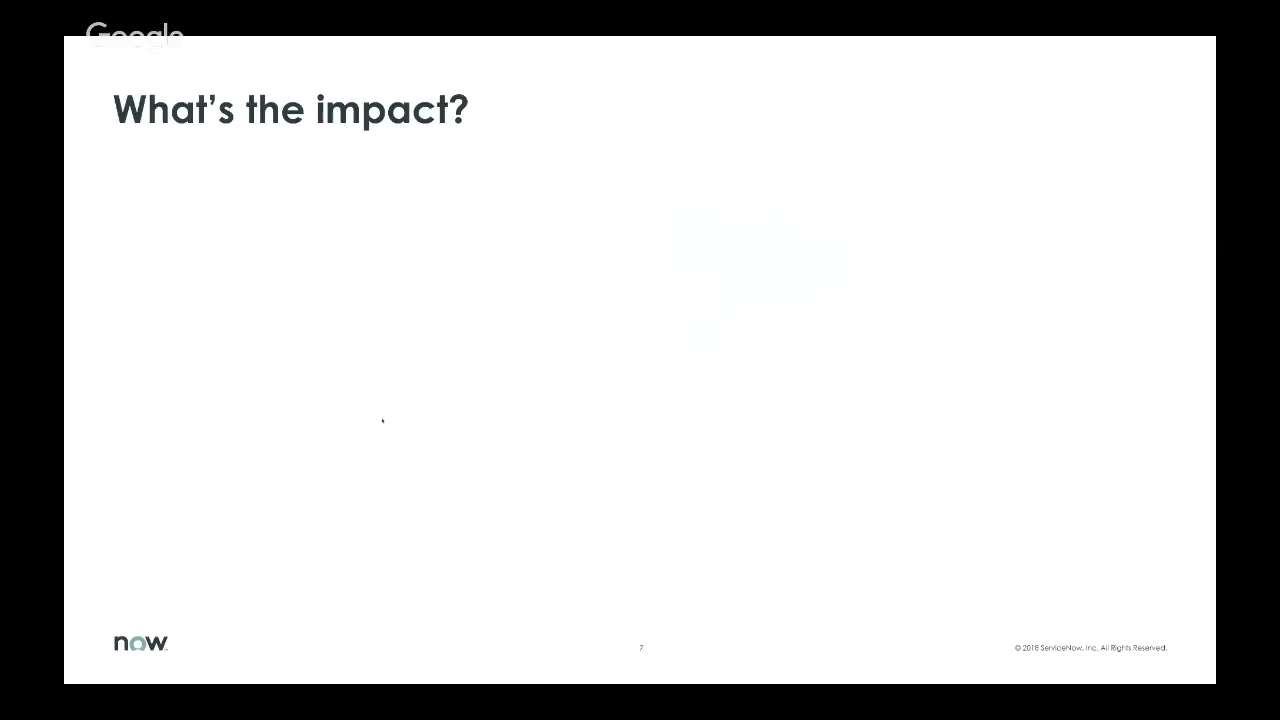 Google
What's the impact?
now
7
© 2018 ServiceNow, Inc. All Rights Reserved.